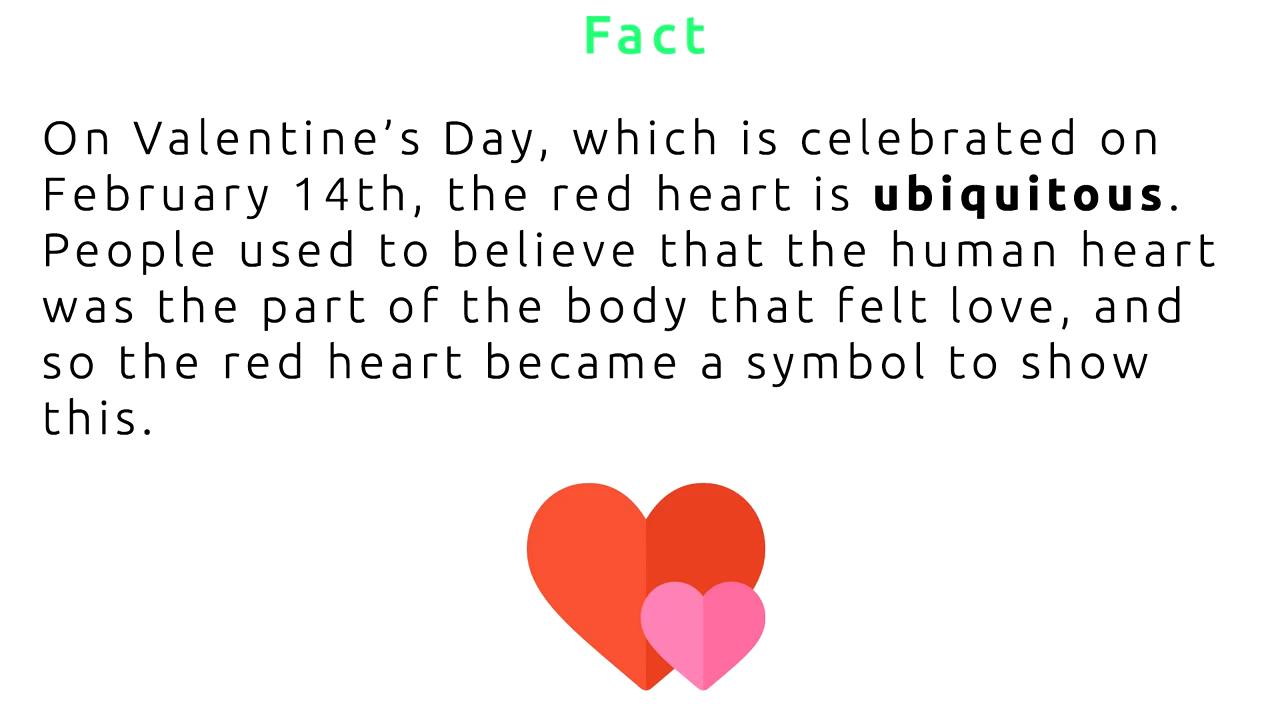 Fact
On Valentine’s Day, which is celebrated on
February 14th, the red heart is ubiquitous.
People used to believe that the human heart
was the part of the body that felt love, and
so the red heart became a symbol to show
this.